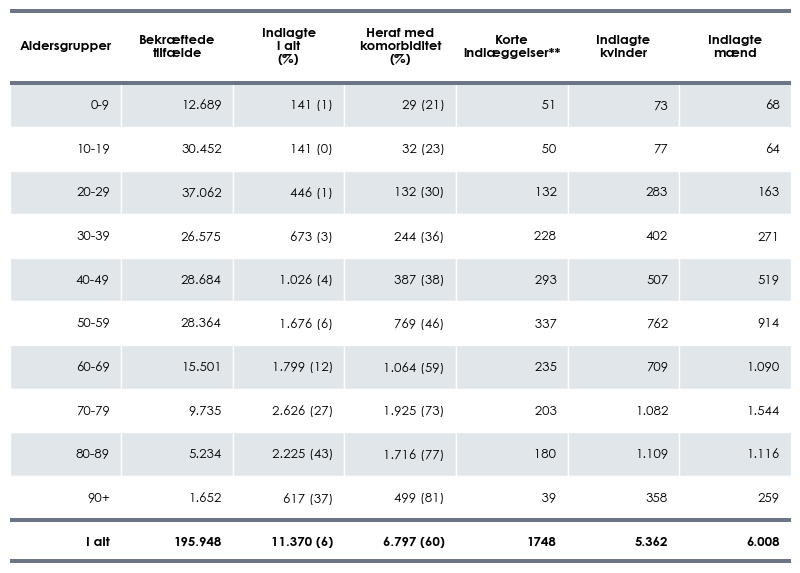 Aldersgrupper Bekræftede tilfælde Indlagte I alt (%) Heraf med komorbiditet (%) Korte indlæggelser** Indlagte kvinder Indlagte mænd
0-9 12.689 141 (1) 29 (21) 51 73 68
10-19 30.452 141 (0) 32 (23) 50 77 64
20-29 37.062 446 (1) 132 (30) 132 283 163
30-39 26.575 673 (3) 244 (36) 228 402 271
40-49 28.684 1.026 (4) 387 (38) 293 507 519
50-59 28.364 1.676 (6) 769 (46) 337 762 914
60-69 15.501 1.799 (12) 1.064 (59) 235 709 1.090
70-79 9.735 2.626 (27) 1.925 (73) 203 1.082 1.544
80-89 5.234 2.225 (43) 1.716 (77) 180 1.109 1.116
90+ 1.652 617 (37) 499 (81) 39 358 259
I alt 195.948 11.370 (6) 6.797 (60) 1748 5.362 6.008